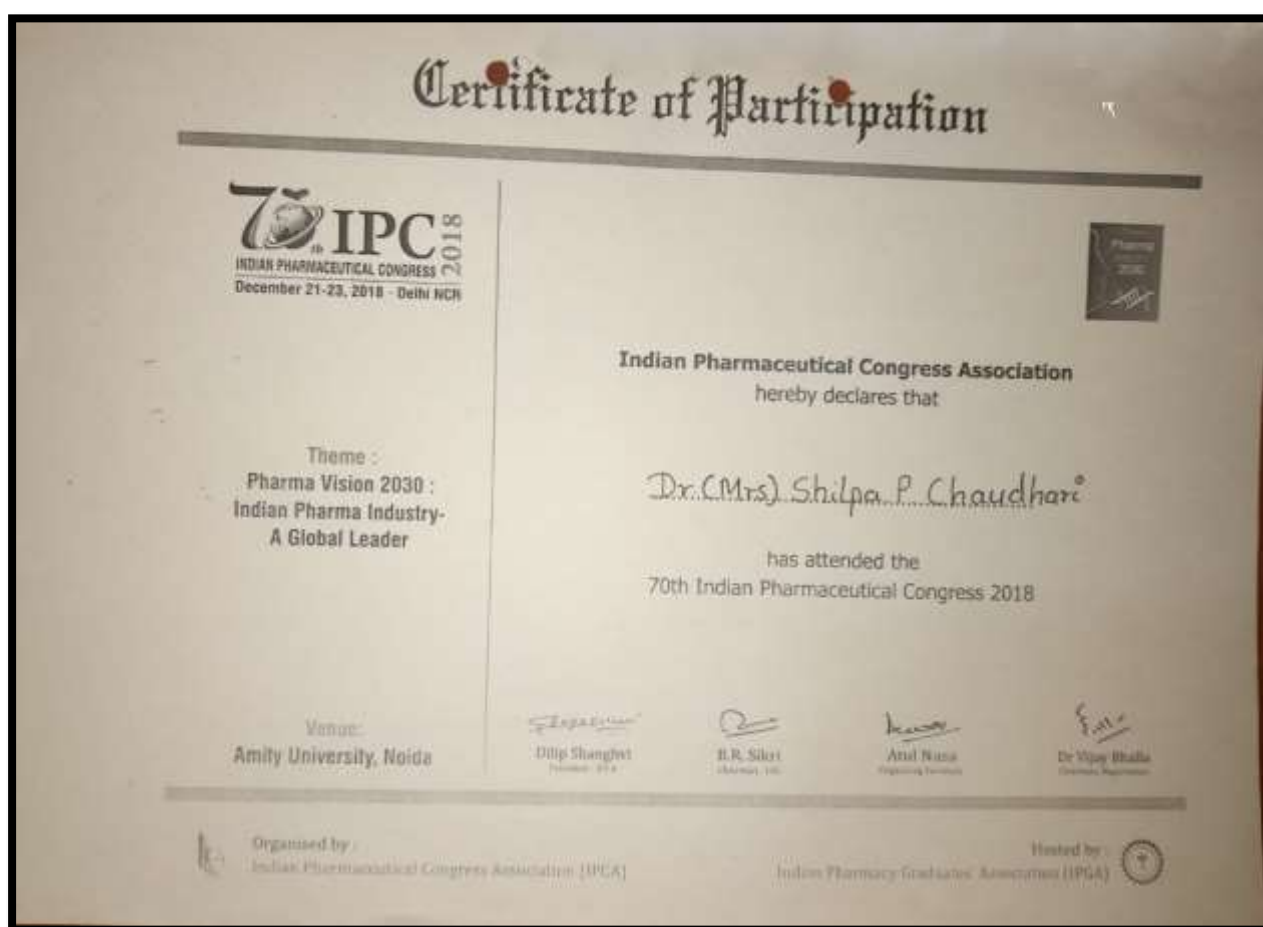 Certificate of Participation
70th IPC 2018
INDIAN PHARMACEUTICAL CONGRESS
December 21-23, 2018 - Delhi NCR
Pharma
2030
Indian Pharmaceutical Congress Association
hereby declares that
Dr.(Mrs) Shilpa P. Chaudhari
has attended the
70th Indian Pharmaceutical Congress 2018
Theme :
Pharma Vision 2030 :
Indian Pharma Industry-
A Global Leader
Venue:
Amity University, Noida
Dilip Shanghvi
B.R. Sikri
Atul Nasa
Dr Vijay Bhalla
Organised by :
Indian Pharmaceutical Congress Association (IPCA)
Hosted by :
Indian Pharmacy Graduates' Association (IPGA)